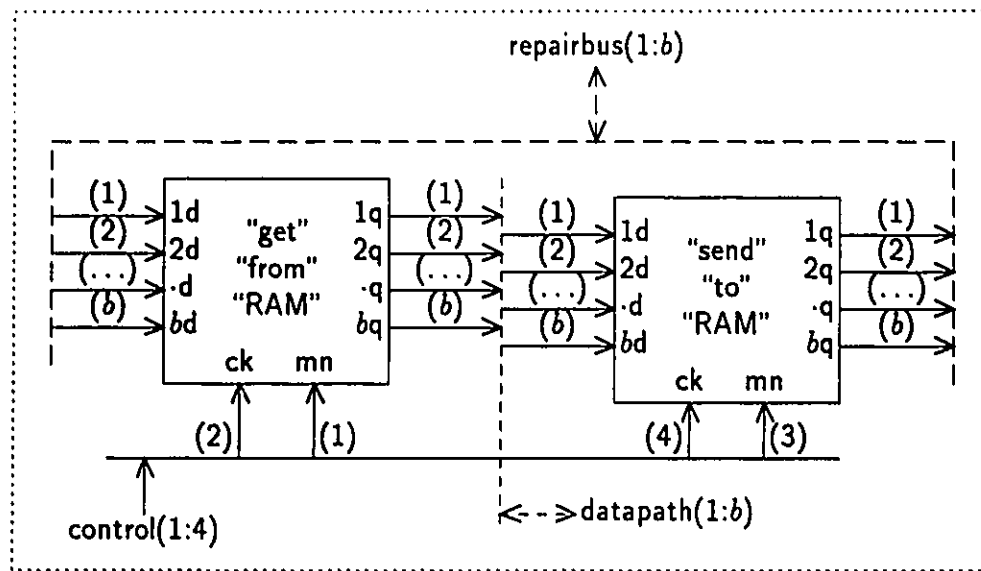 repairbus(1:b)
(1)
(2)
(...)
(b)
1d
2d
·d
bd
"get"
"from"
"RAM"
1q
2q
·q
bq
ck
mn
(1)
(2)
(...)
(b)
(1)
(2)
(...)
(b)
1d
2d
·d
bd
"send"
"to"
"RAM"
1q
2q
·q
bq
ck
mn
(1)
(2)
(...)
(b)
(2)
(1)
(4)
(3)
control(1:4)
datapath(1:b)